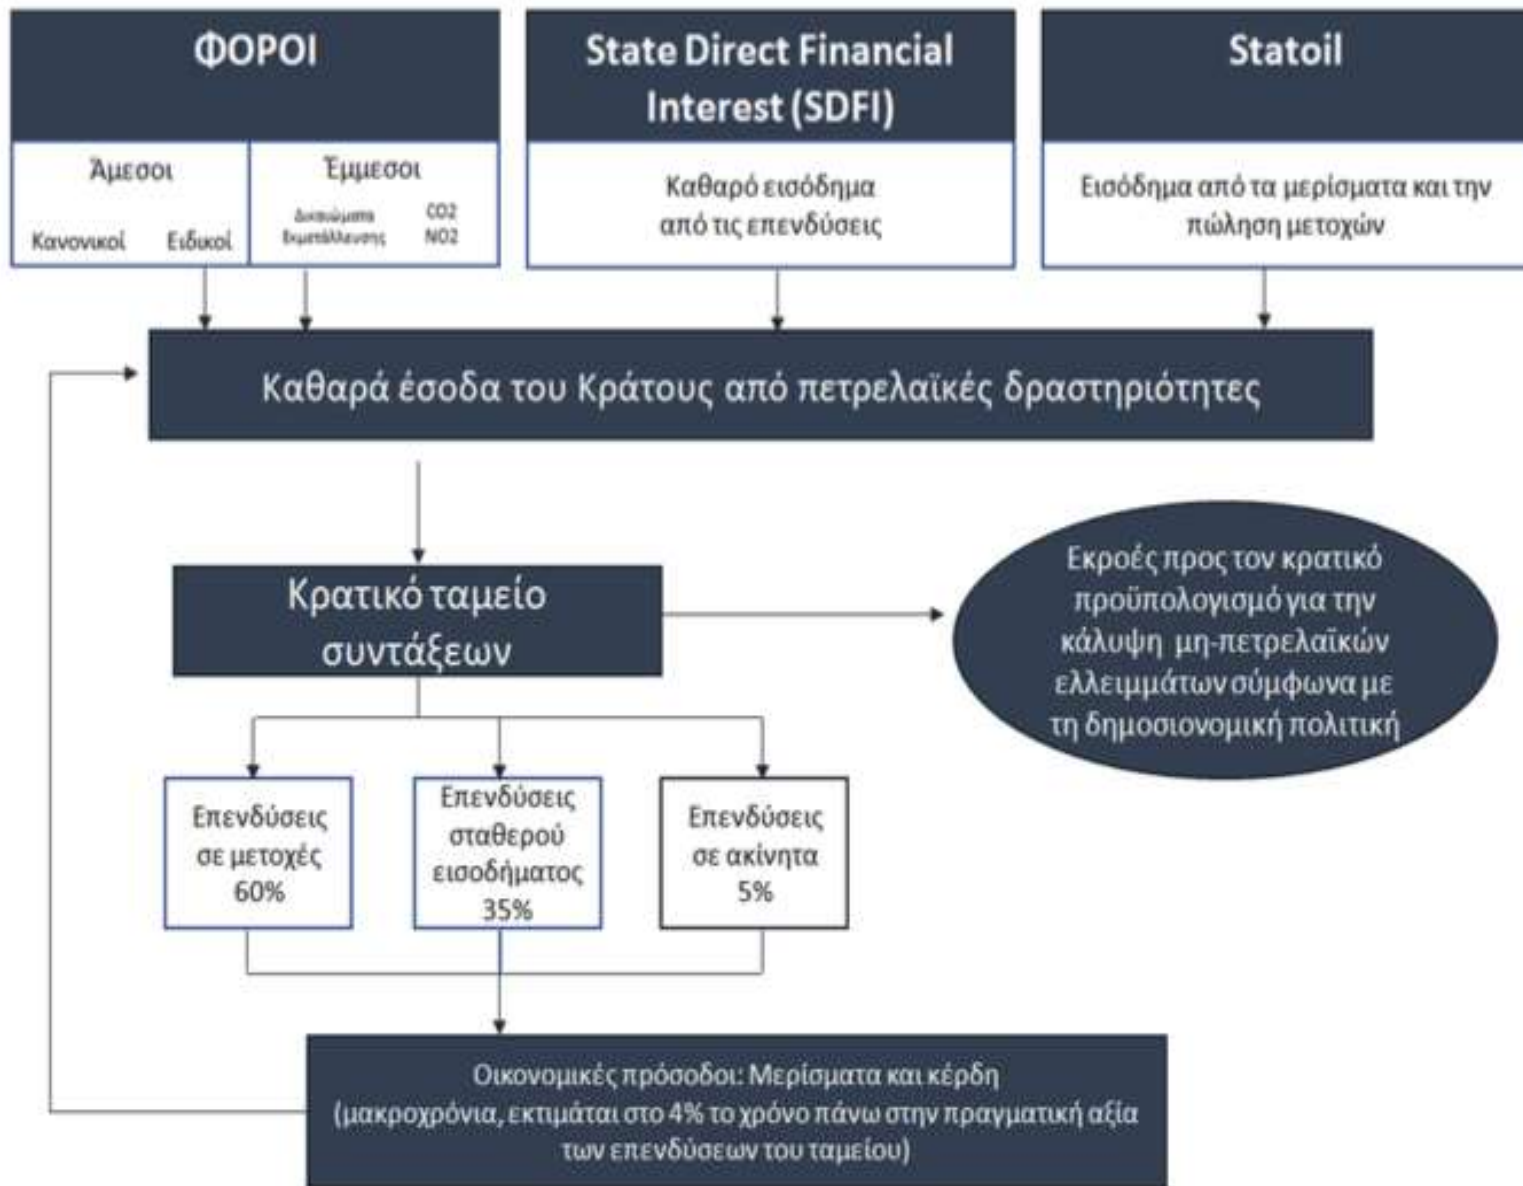 ΦΟΡΟΙ
Άμεσοι
Κανονικοί Ειδικοί
Έμμεσοι
Δικαιώματα
Εκμετάλλευσης
CO2
NO2
State Direct Financial
Interest (SDFI)
Καθαρό εισόδημα
από τις επενδύσεις
Statoil
Εισόδημα από τα μερίσματα και την
πώληση μετοχών
Καθαρά έσοδα του Κράτους από πετρελαϊκές δραστηριότητες
Κρατικό ταμείο
συντάξεων
Εκροές προς τον κρατικό
προϋπολογισμό για την
κάλυψη μη-πετρελαϊκών
ελλειμμάτων σύμφωνα με
τη δημοσιονομική πολιτική
Επενδύσεις
σε μετοχές
60%
Επενδύσεις
σταθερού
εισοδήματος
35%
Επενδύσεις
σε ακίνητα
5%
Οικονομικές πρόσοδοι: Μερίσματα και κέρδη
(μακροχρόνια, εκτιμάται στο 4% το χρόνο πάνω στην πραγματική αξία
των επενδύσεων του ταμείου)